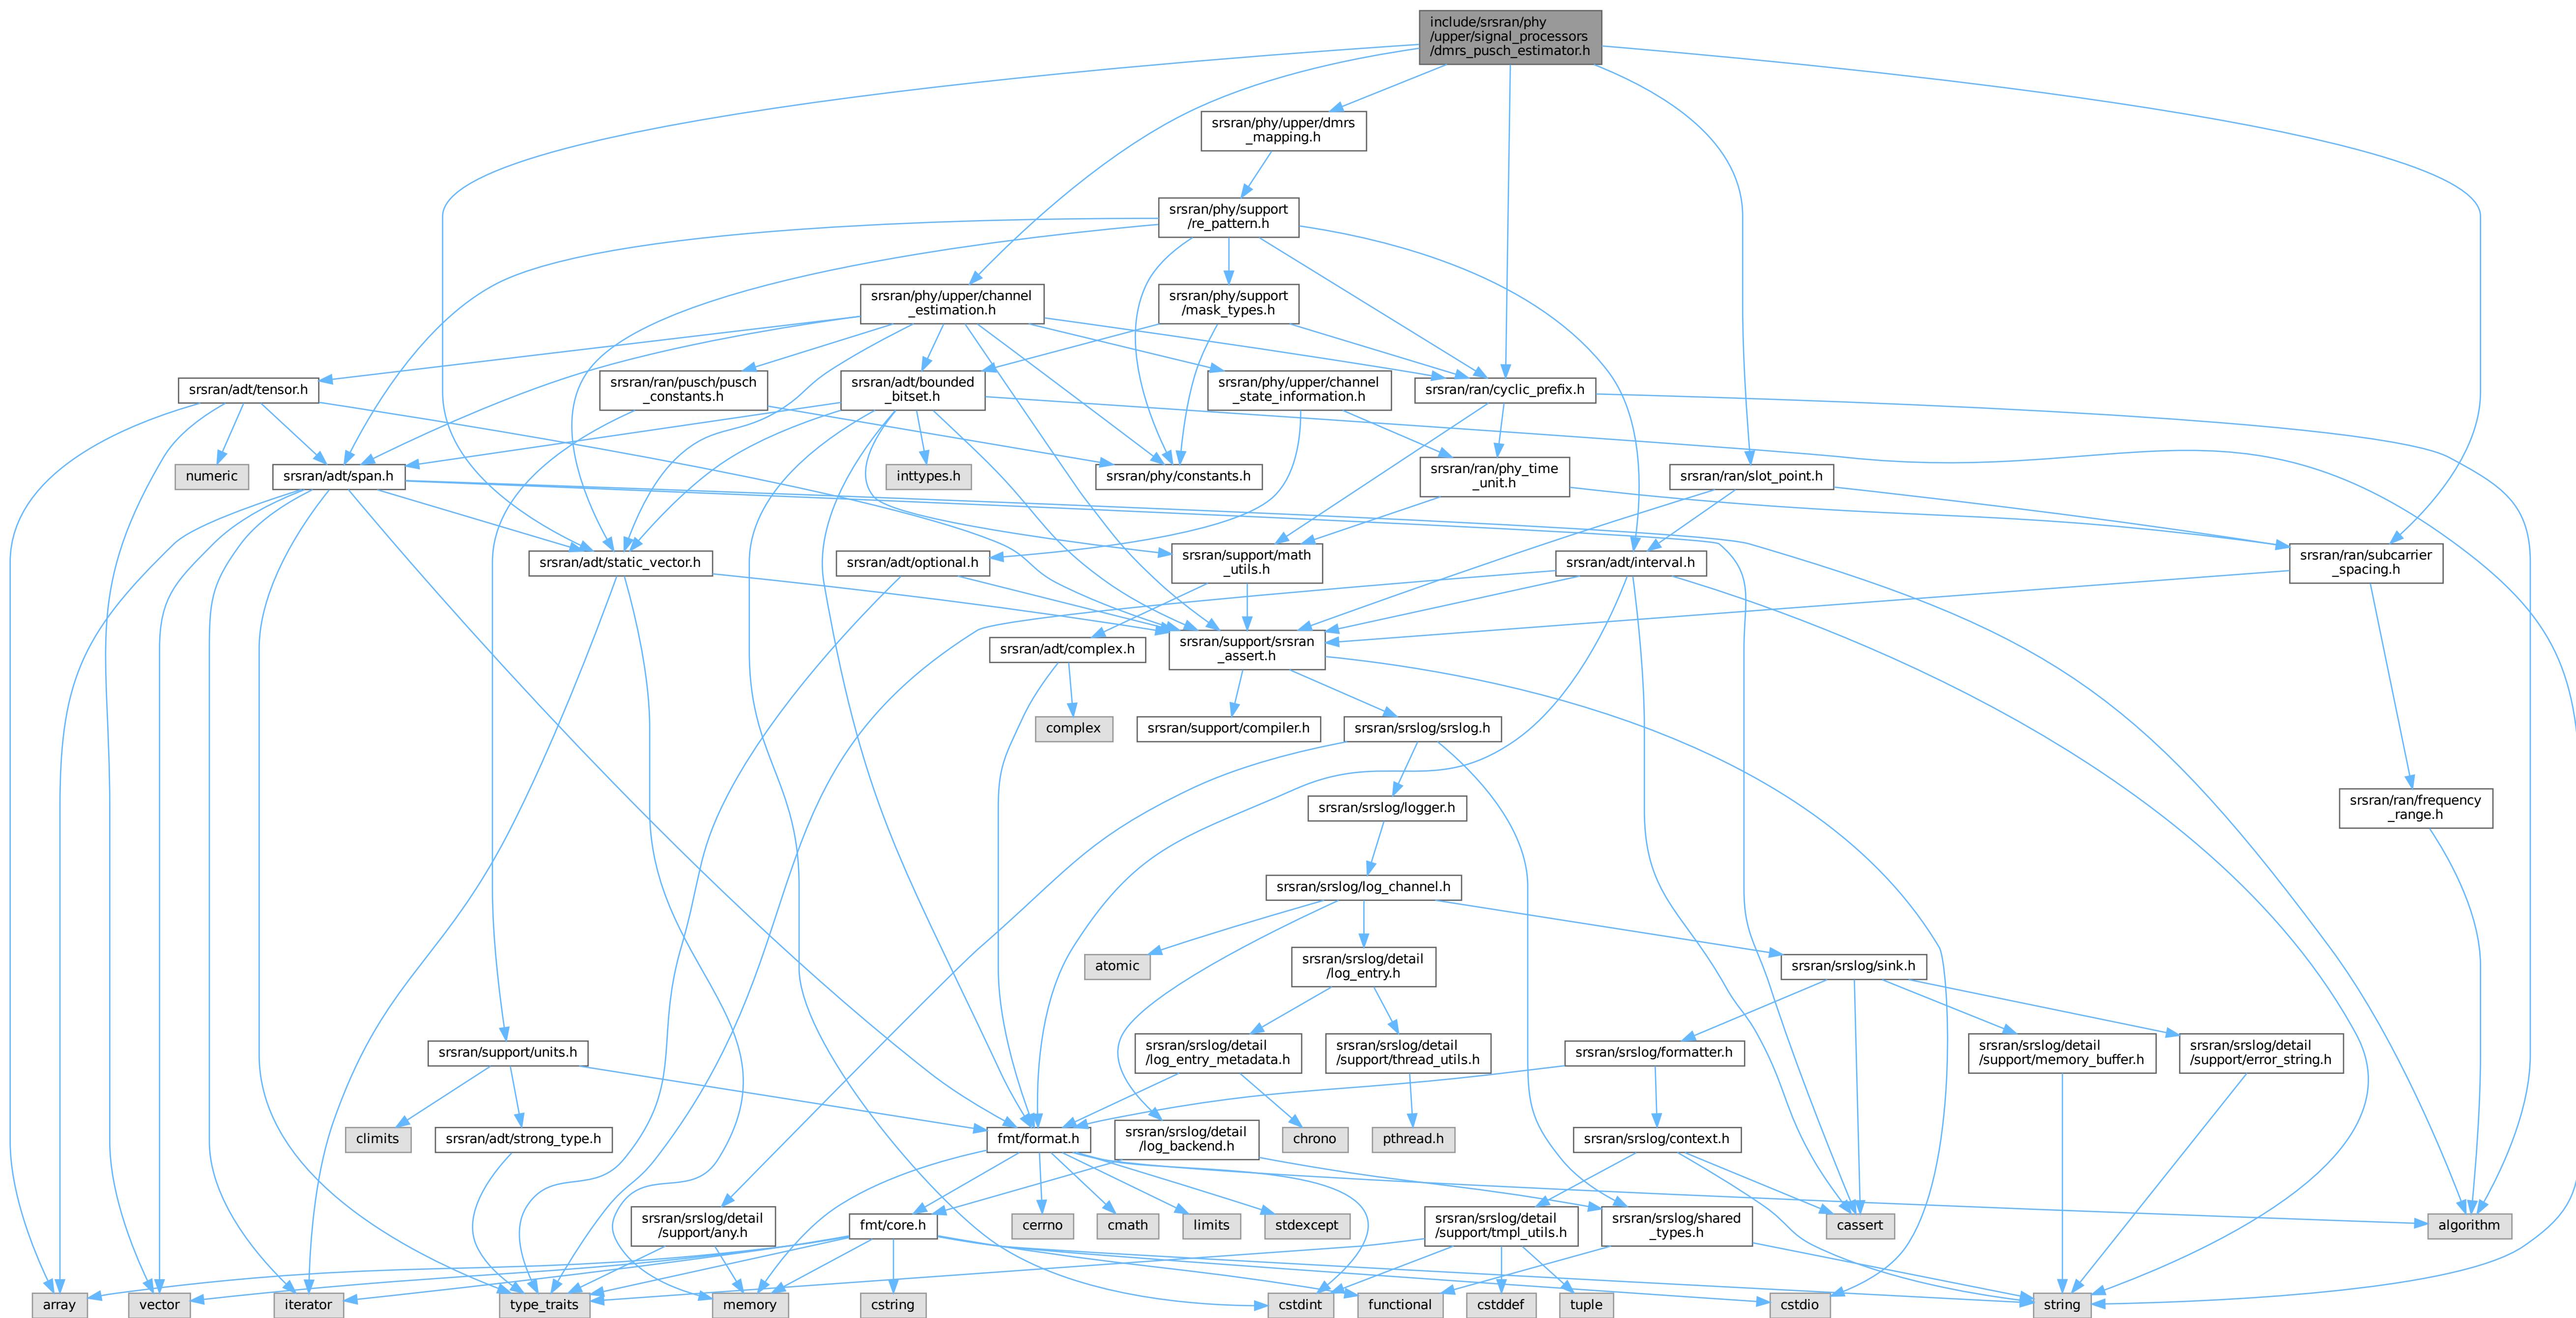 include/srsran/phy
/upper/signal_processors
/dmrs_pusch_estimator.h
srsran/phy/upper/dmrs
_mapping.h
srsran/phy/support
/re_pattern.h
srsran/phy/upper/channel
_estimation.h
srsran/phy/support
/mask_types.h
srsran/adt/tensor.h
srsran/ran/pusch/pusch
_constants.h
srsran/adt/bounded
_bitset.h
srsran/phy/upper/channel
_state_information.h
srsran/ran/cyclic_prefix.h
numeric
srsran/adt/span.h
inttypes.h
srsran/phy/constants.h
srsran/ran/phy_time
_unit.h
srsran/ran/slot_point.h
srsran/adt/static_vector.h
srsran/adt/optional.h
srsran/support/math
_utils.h
srsran/adt/interval.h
srsran/ran/subcarrier
_spacing.h
srsran/adt/complex.h
srsran/support/srsran
_assert.h
complex
srsran/support/compiler.h
srsran/srslog/srslog.h
srsran/srslog/logger.h
srsran/ran/frequency
_range.h
srsran/srslog/log_channel.h
atomic
srsran/srslog/detail
/log_entry.h
srsran/srslog/sink.h
srsran/support/units.h
srsran/srslog/detail
/log_entry_metadata.h
srsran/srslog/detail
/support/thread_utils.h
srsran/srslog/formatter.h
srsran/srslog/detail
/support/memory_buffer.h
srsran/srslog/detail
/support/error_string.h
climits
srsran/adt/strong_type.h
fmt/format.h
srsran/srslog/detail
/log_backend.h
chrono
pthread.h
srsran/srslog/context.h
srsran/srslog/detail
/support/any.h
fmt/core.h
cerrno
cmath
limits
stdexcept
srsran/srslog/detail
/support/tmpl_utils.h
srsran/srslog/shared
_types.h
cassert
algorithm
array
vector
iterator
type_traits
memory
cstring
cstdint
functional
cstddef
tuple
cstdio
string